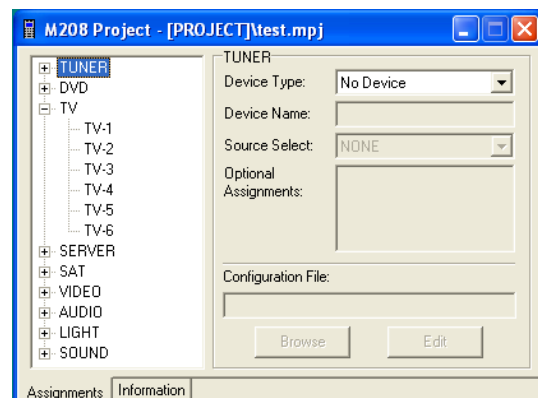 M208 Project - [PROJECT]\test.mpj
TUNER
DVD
TV
TV-1
TV-2
TV-3
TV-4
TV-5
TV-6
SERVER
SAT
VIDEO
AUDIO
LIGHT
SOUND
TUNER
Device Type: No Device
Device Name:
Source Select: NONE
Optional
Assignments:
Configuration File:
Browse Edit
Assignments Information